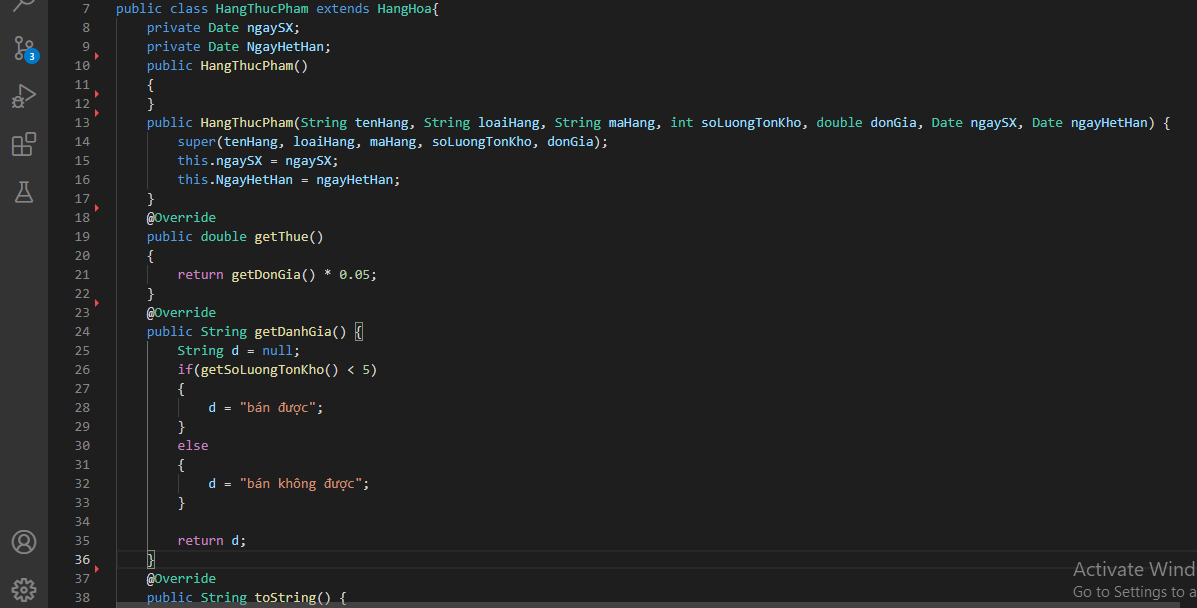 3
7 public class HangThucPham extends HangHoa{
8 private Date ngaySX;
9 private Date NgayHetHan;
10 public HangThucPham()
11 {
12 }
13 public HangThucPham(String tenHang, String loaiHang, String maHang, int soLuongTonKho, double donGia, Date ngaySX, Date ngayHetHan) {
14 super(tenHang, loaiHang, maHang, soLuongTonKho, donGia);
15 this.ngaySX = ngaySX;
16 this.NgayHetHan = ngayHetHan;
17 }
18 @Override
19 public double getThue()
20 {
21 return getDonGia() * 0.05;
22 }
23 @Override
24 public String getDanhGia() {
25 String d = null;
26 if(getSoLuongTonKho() < 5)
27 {
28 d = "bán được";
29 }
30 else
31 {
32 d = "bán không được";
33 }
34
35 return d;
36 }
37 @Override
38 public String toString() {
Activate Wind
Go to Settings to a